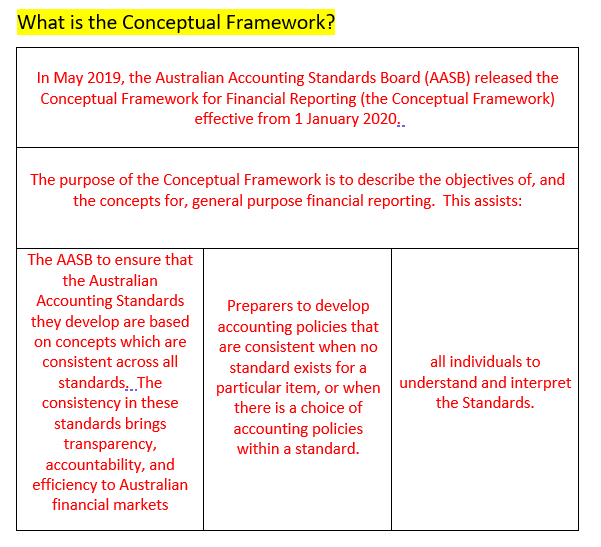 What is the Conceptual Framework?
In May 2019, the Australian Accounting Standards Board (AASB) released the
Conceptual Framework for Financial Reporting (the Conceptual Framework)
effective from 1 January 2020.
The purpose of the Conceptual Framework is to describe the objectives of, and
the concepts for, general purpose financial reporting.  This assists:
The AASB to ensure that
the Australian
Accounting Standards
they develop are based
on concepts which are
consistent across all
standards.  The
consistency in these
standards brings
transparency,
accountability, and
efficiency to Australian
financial markets
Preparers to develop
accounting policies that
are consistent when no
standard exists for a
particular item, or when
there is a choice of
accounting policies
within a standard.
all individuals to
understand and interpret
the Standards.